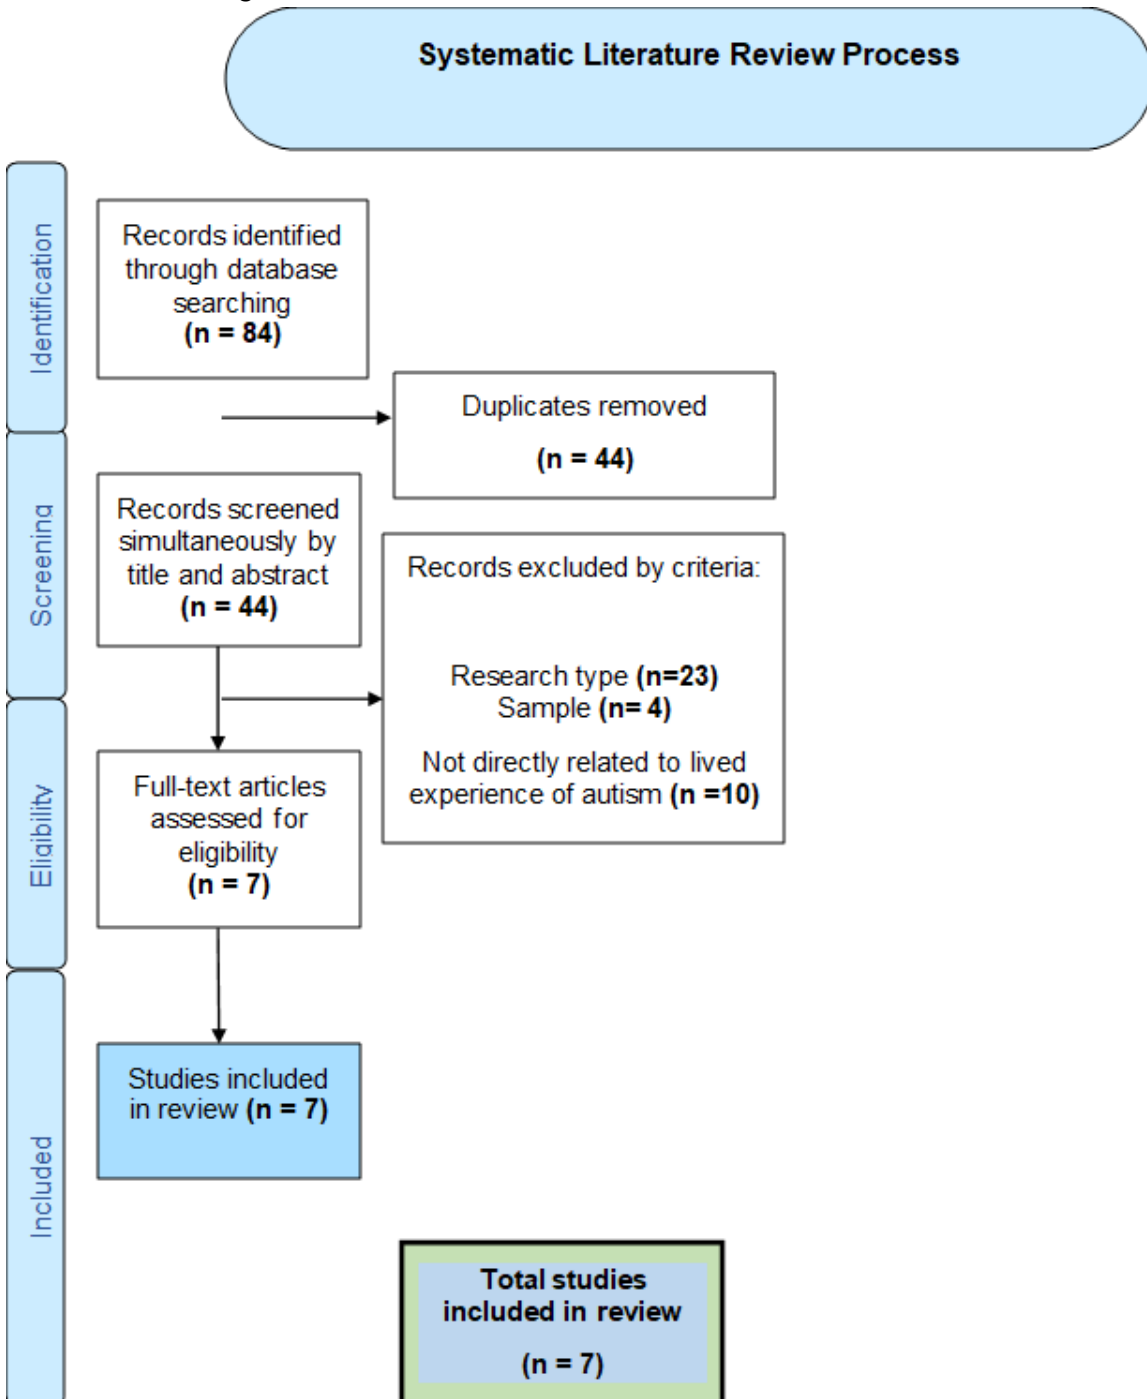 Systematic Literature Review Process
Identification
Records identified
through database
searching
(n = 84)
Duplicates removed
(n = 44)
Screening
Records screened
simultaneously by
title and abstract
(n = 44)
Records excluded by criteria:
Research type (n=23)
Sample (n= 4)
Not directly related to lived
experience of autism (n =10)
Eligibility
Full-text articles
assessed for
eligibility
(n = 7)
Included
Studies included
in review (n = 7)
Total studies
included in review
(n = 7)